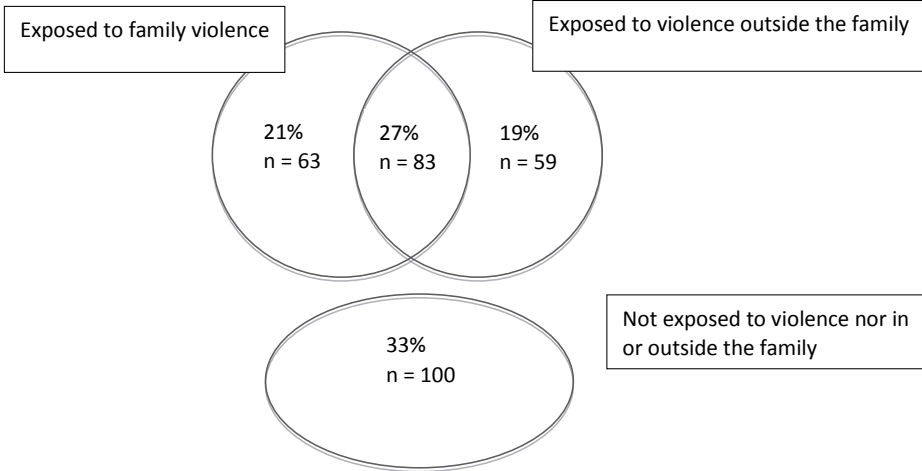 Exposed to family violence
Exposed to violence outside the family
21%
n = 63
27%
n = 83
19%
n = 59
33%
n = 100
Not exposed to violence nor in
or outside the family